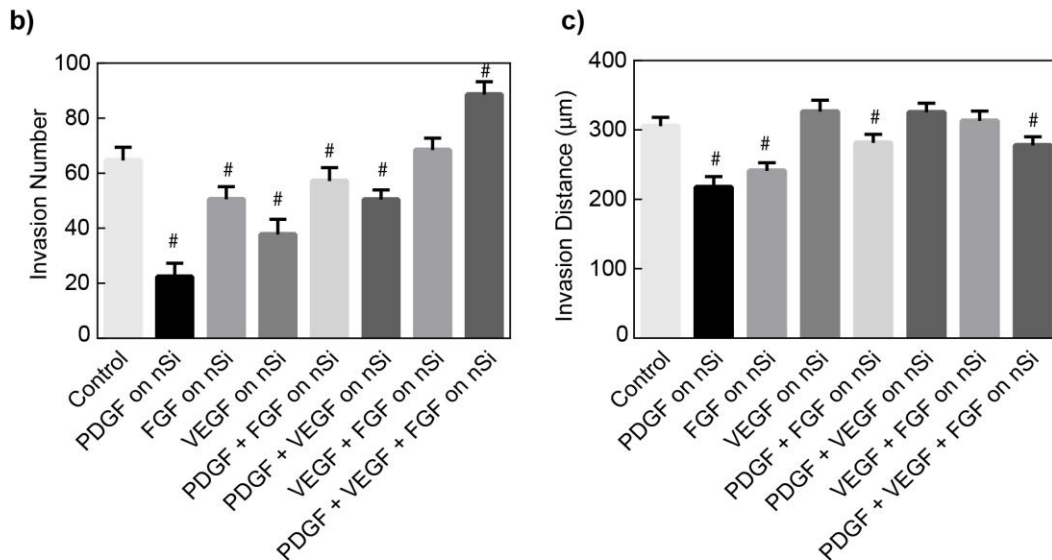 b)
Invasion Number
100
80
60
40
20
0
#
#
#
#
#
#
Control
PDGF on nSi
FGF on nSi
VEGF on nSi
PDGF + FGF on nSi
PDGF + VEGF on nSi
VEGF + FGF on nSi
PDGF + VEGF + FGF on nSi
c)
Invasion Distance (µm)
400
300
200
100
0
#
#
#
#
Control
PDGF on nSi
FGF on nSi
VEGF on nSi
PDGF + FGF on nSi
PDGF + VEGF on nSi
VEGF + FGF on nSi
PDGF + VEGF + FGF on nSi